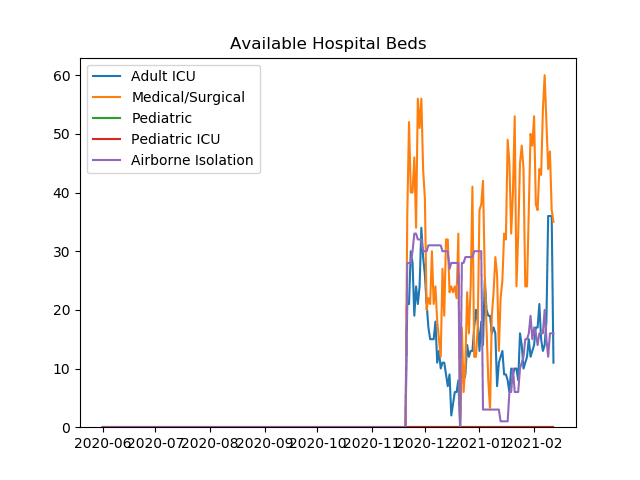 Available Hospital Beds
Adult ICU
Medical/Surgical
Pediatric
Pediatric ICU
Airborne Isolation
60
50
40
30
20
10
0
2020-06 2020-07 2020-08 2020-09 2020-10 2020-11 2020-12 2021-01 2021-02